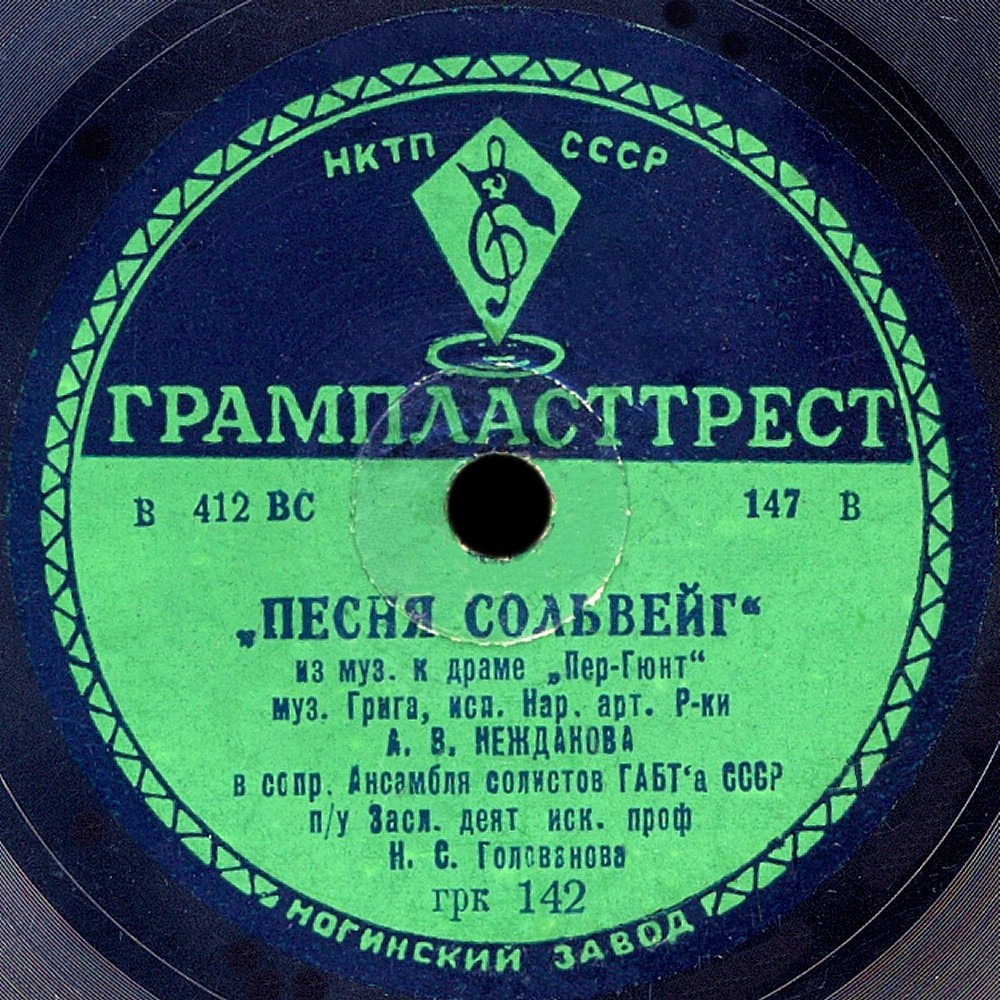 НКТП СССР
ГРАМПЛАСТТРЕСТ
В 412 ВС 147 В
„ПЕСНЯ СОЛЬВЕЙГ“
из муз. к драме „Пер-Гюнт“
муз. Грига, исп. Нар. арт. Р-ки
А. В. НЕЖДАНОВА
в сопр. Ансамбля солистов ГАБТ‘а СССР
п/у Засл. деят иск. проф
Н. С. Голованова
грк 142
НОГИНСКИЙ ЗАВОД